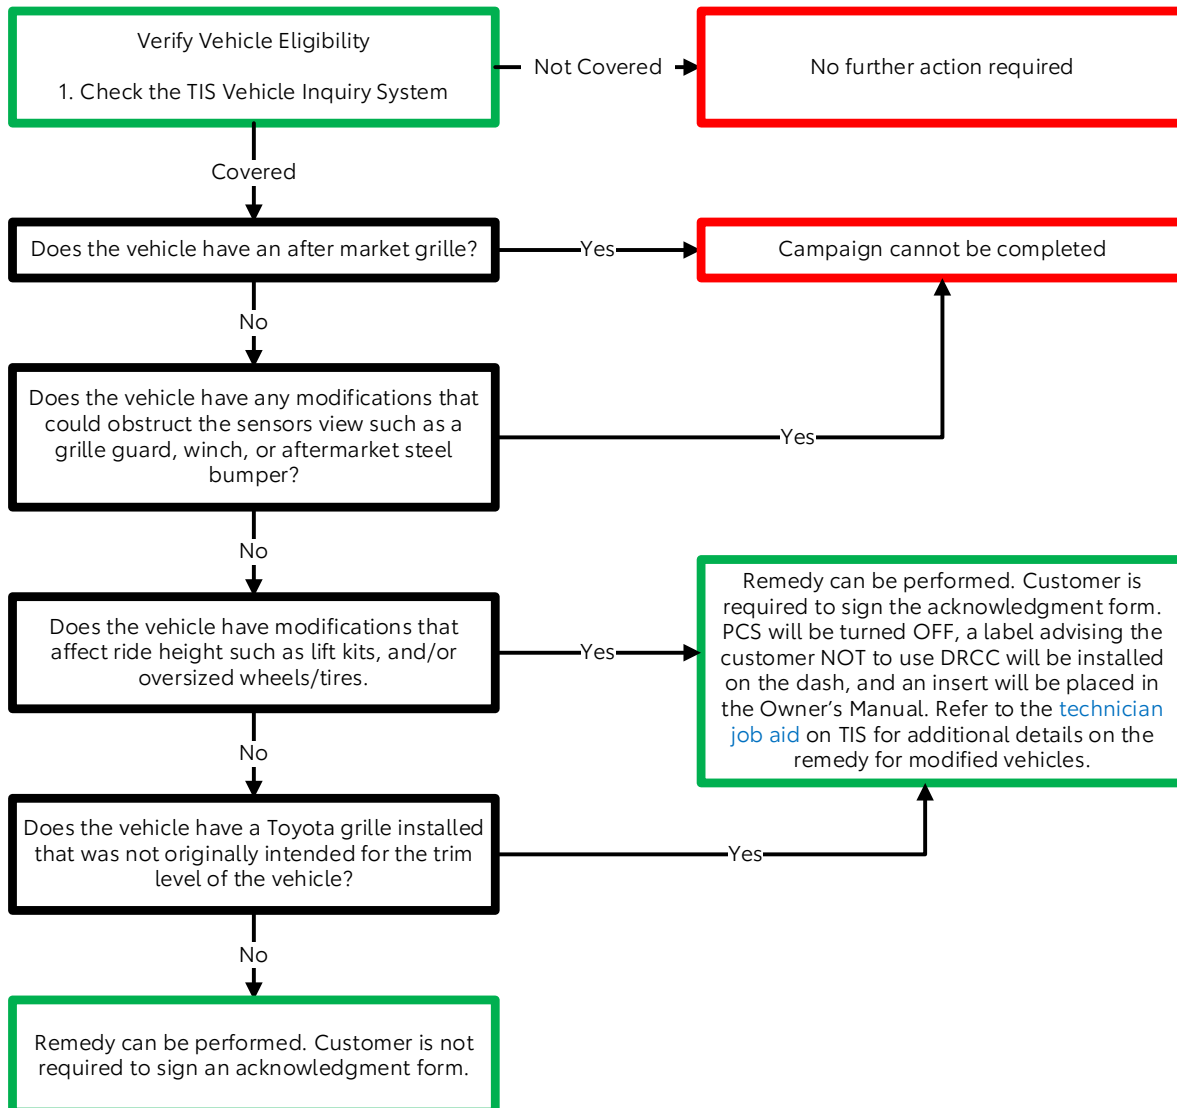 Verify Vehicle Eligibility
1. Check the TIS Vehicle Inquiry System
Not Covered
No further action required
Covered
Does the vehicle have an after market grille?
Yes
Campaign cannot be completed
No
Does the vehicle have any modifications that
could obstruct the sensors view such as a
grille guard, winch, or aftermarket steel
bumper?
Yes
No
Does the vehicle have modifications that
affect ride height such as lift kits, and/or
oversized wheels/tires.
Yes
Remedy can be performed. Customer is
required to sign the acknowledgment form.
PCS will be turned OFF, a label advising the
customer NOT to use DRCC will be installed
on the dash, and an insert will be placed in
the Owner’s Manual. Refer to the technician
job aid on TIS for additional details on the
remedy for modified vehicles.
No
Does the vehicle have a Toyota grille installed
that was not originally intended for the trim
level of the vehicle?
Yes
No
Remedy can be performed. Customer is not
required to sign an acknowledgment form.